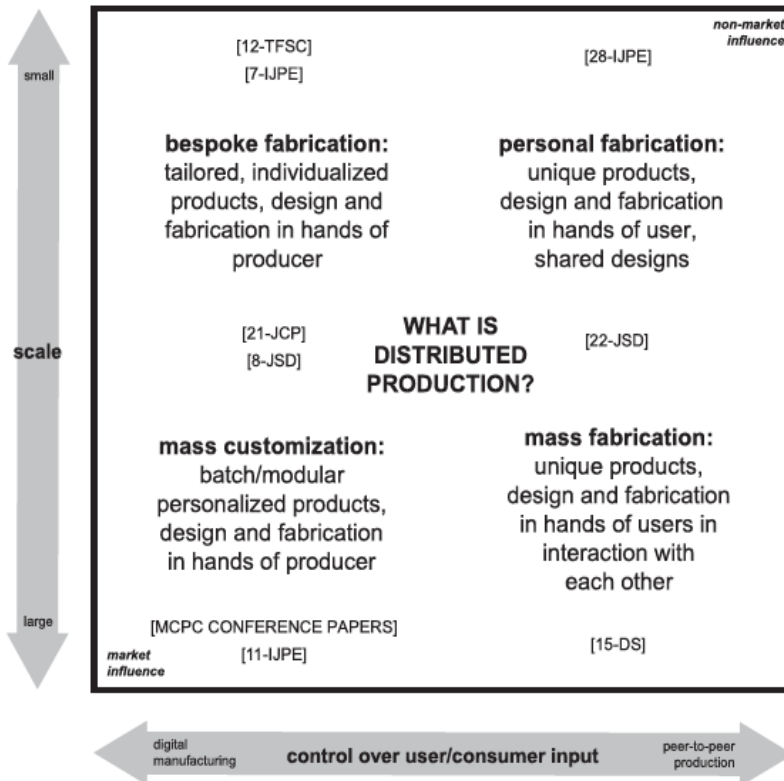 non-market
influence
small
[12-TFSC]
[7-IJPE]
[28-IJPE]
bespoke fabrication:
tailored, individualized
products, design and
fabrication in hands of
producer
personal fabrication:
unique products,
design and fabrication
in hands of user,
shared designs
scale
[21-JCP]
[8-JSD]
WHAT IS
DISTRIBUTED
PRODUCTION?
[22-JSD]
mass customization:
batch/modular
personalized products,
design and fabrication
in hands of producer
mass fabrication:
unique products,
design and fabrication
in hands of users in
interaction with
each other
large
[MCPC CONFERENCE PAPERS]
[11-IJPE]
[15-DS]
market
influence
digital
manufacturing
control over user/consumer input
peer-to-peer
production